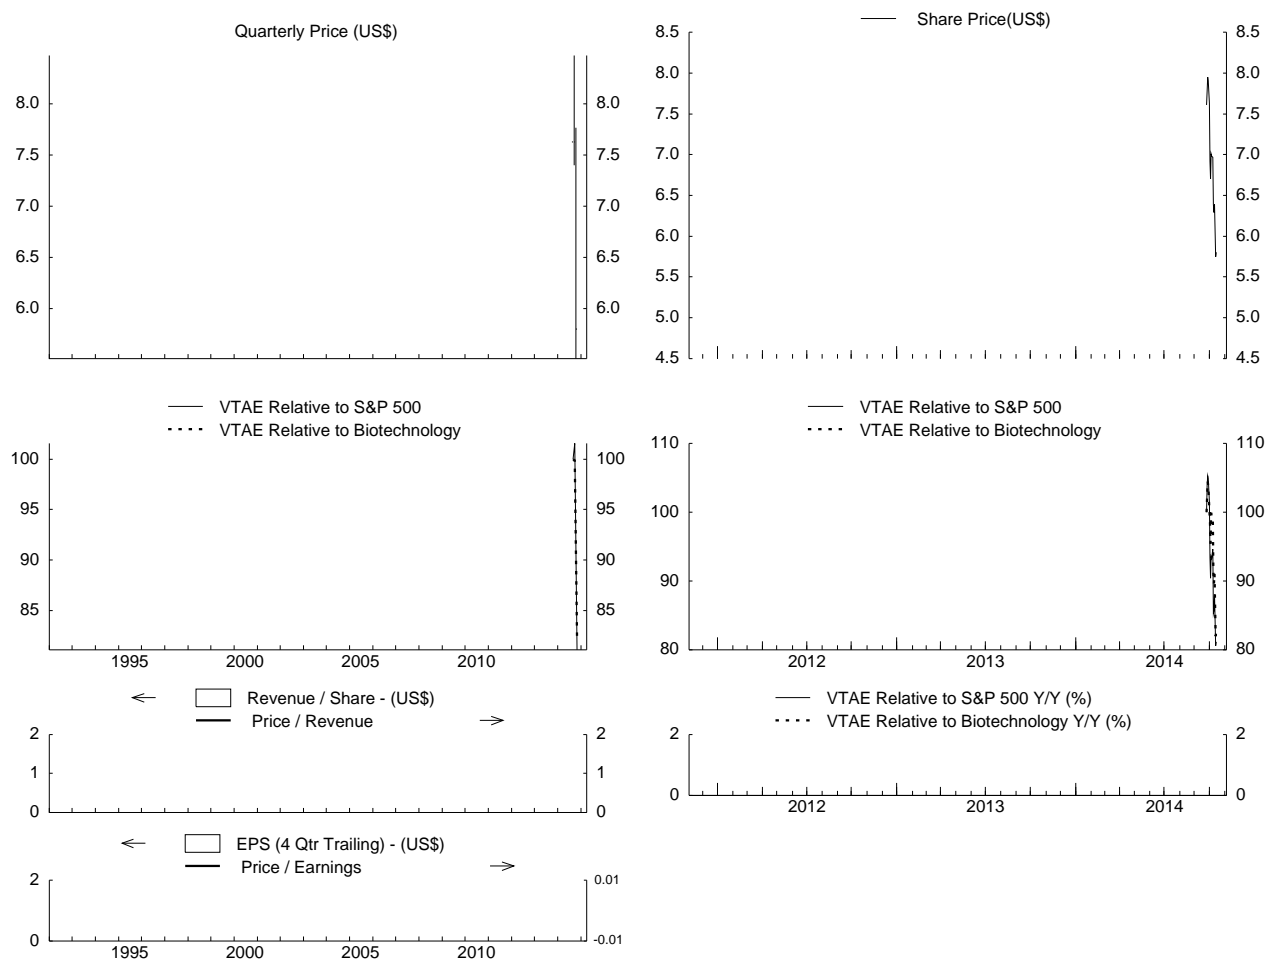 Quarterly Price (US$)
8.0 8.0
7.5 7.5
7.0 7.0
6.5 6.5
6.0 6.0
Share Price(US$)
8.5 8.5
8.0 8.0
7.5 7.5
7.0 7.0
6.5 6.5
6.0 6.0
5.5 5.5
5.0 5.0
4.5 4.5
VTAE Relative to S&P 500
VTAE Relative to Biotechnology
100 100
95 95
90 90
85 85
1995 2000 2005 2010
VTAE Relative to S&P 500
VTAE Relative to Biotechnology
110 110
100 100
90 90
80 80
2012 2013 2014
Revenue / Share - (US$)
Price / Revenue
2 2
1 1
0 0
VTAE Relative to S&P 500 Y/Y (%)
VTAE Relative to Biotechnology Y/Y (%)
2 2
0 0
2012 2013 2014
EPS (4 Qtr Trailing) - (US$)
Price / Earnings
2 0.01
0 -0.01
1995 2000 2005 2010